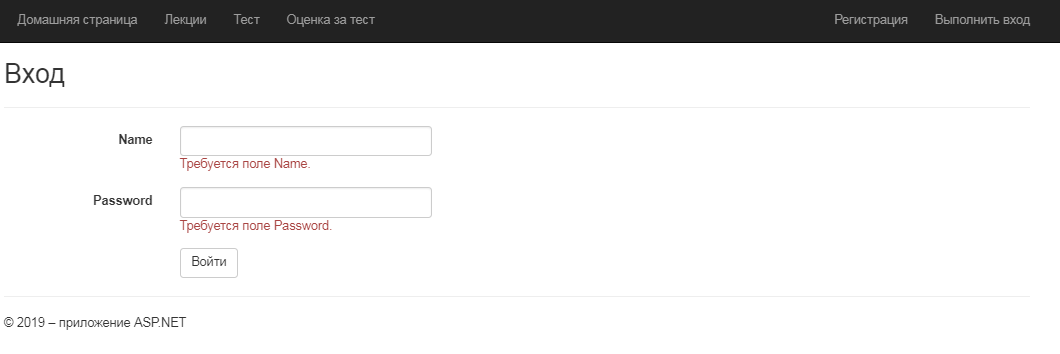 Домашняя страница Лекции Тест Оценка за тест Регистрация Выполнить вход
Вход
Name
Требуется поле Name.
Password
Требуется поле Password.
Войти
© 2019 – приложение ASP.NET